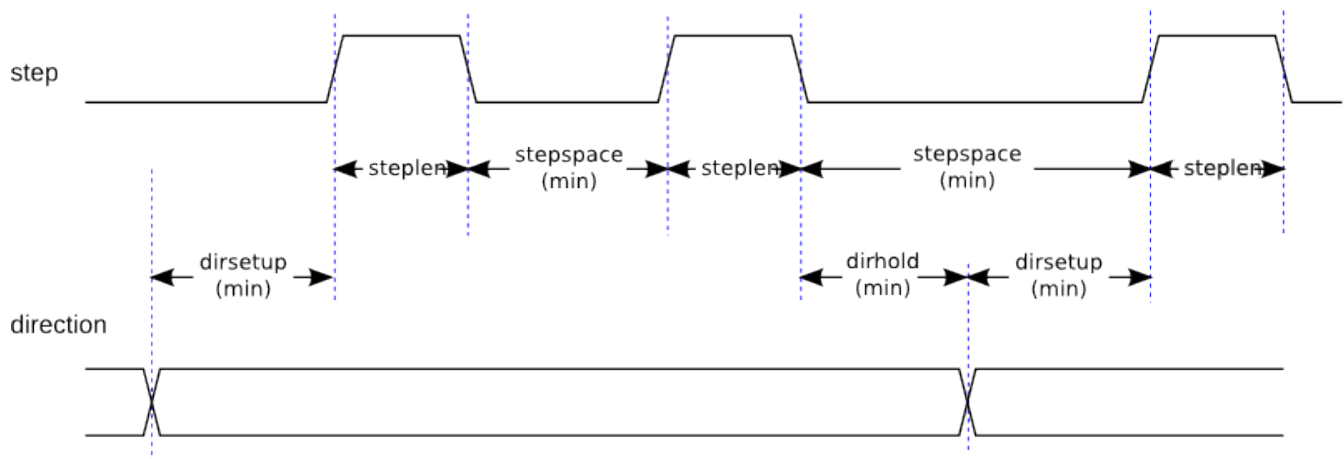 step
steplen
stepspace
(min)
steplen
stepspace
(min)
steplen
dirsetup
(min)
dirhold
(min)
dirsetup
(min)
direction